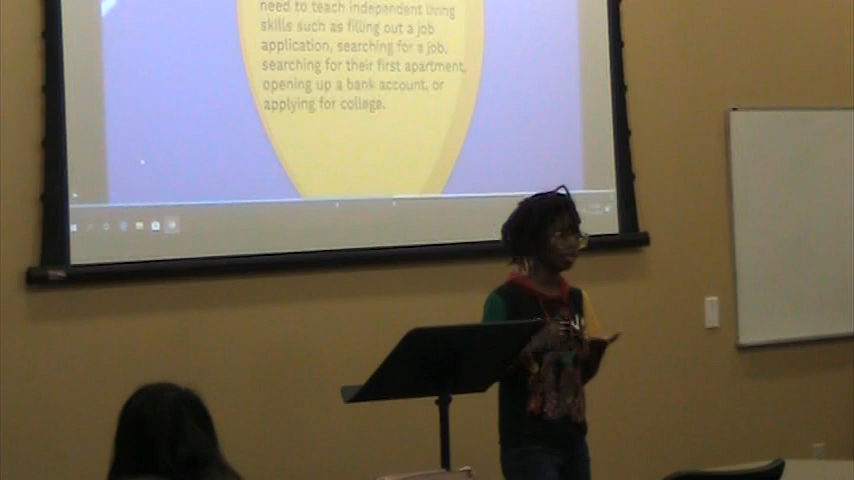 need to teach independent living
skills such as filling out a job
application, searching for a job,
searching for their first apartment,
opening up a bank account, or
applying for college.